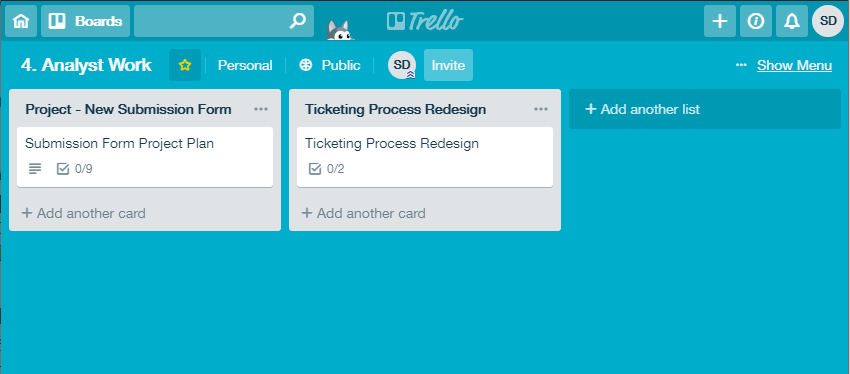 Boards
Trello
SD
4. Analyst Work
Personal
Public
SD
Invite
Show Menu
Project - New Submission Form
Submission Form Project Plan
0/9
+ Add another card
Ticketing Process Redesign
Ticketing Process Redesign
0/2
+ Add another card
+ Add another list